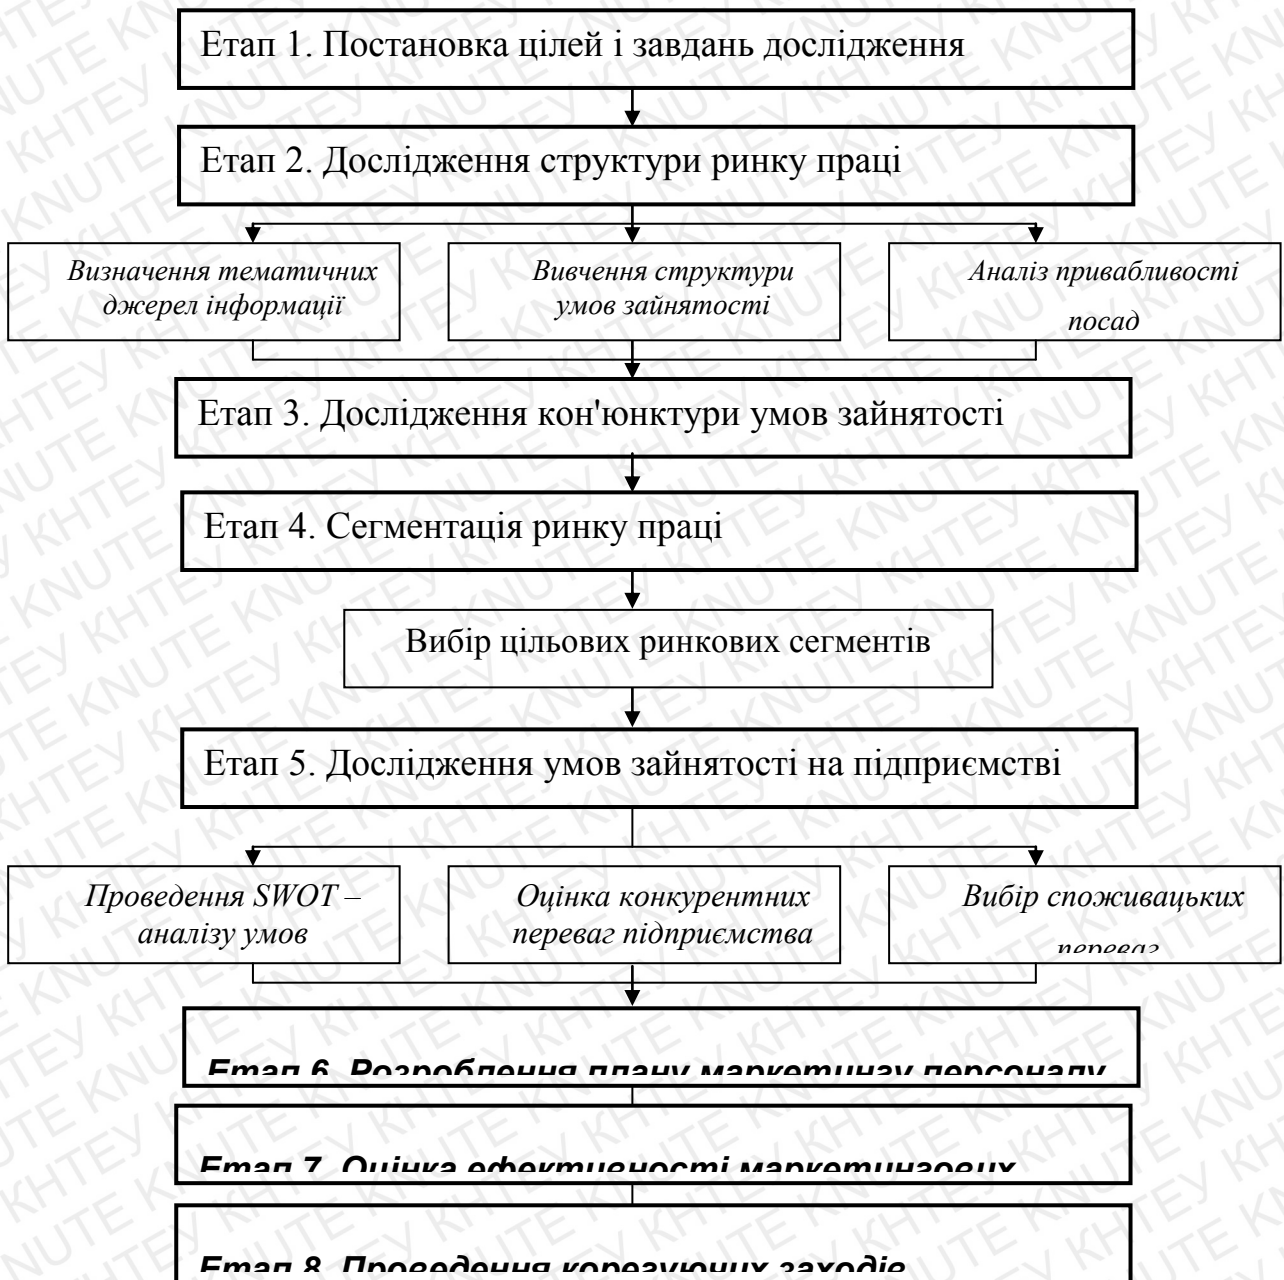 Етап 1. Постановка цілей і завдань дослідження
Етап 2. Дослідження структури ринку праці
Визначення тематичних
джерел інформації
Вивчення структури
умов зайнятості
Аналіз привабливості
посад
Етап 3. Дослідження кон'юнктури умов зайнятості
Етап 4. Сегментація ринку праці
Вибір цільових ринкових сегментів
Етап 5. Дослідження умов зайнятості на підприємстві
Проведення SWOT –
аналізу умов
Оцінка конкурентних
переваг підприємства
Вибір споживацьких
переваг
Етап 6. Розроблення плану маркетингу персоналу
Етап 7. Оцінка ефективності маркетингових
Етап 8. Проведення корегуючих заходів